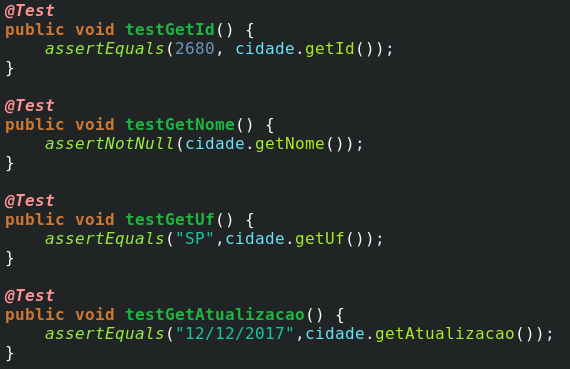 @Test
public void testGetId() {
    assertEquals(2680, cidade.getId());
}

@Test
public void testGetNome() {
    assertNotNull(cidade.getNome());
}

@Test
public void testGetUf() {
    assertEquals("SP",cidade.getUf());
}

@Test
public void testGetAtualizacao() {
    assertEquals("12/12/2017",cidade.getAtualizacao());
}